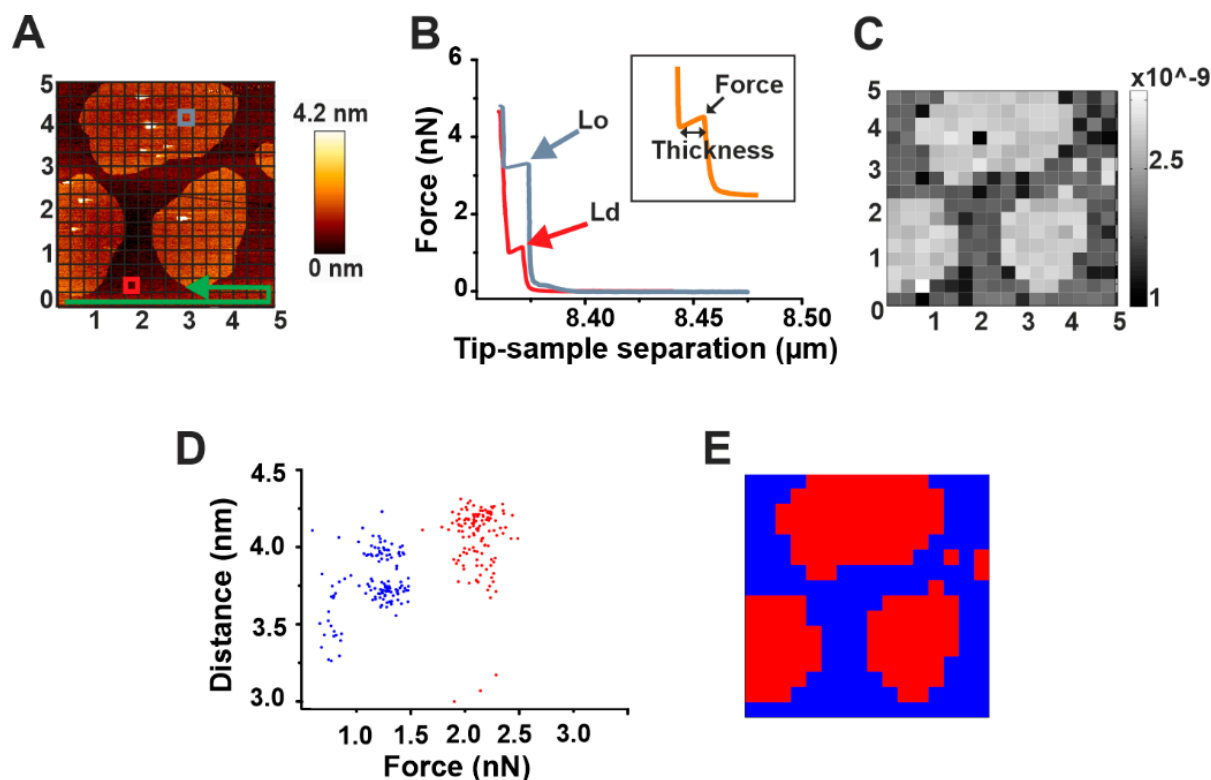 A
5
4
3
2
1
0
1 2 3 4 5
4.2 nm
0 nm
B
Force (nN)
6
4
2
0
Lo
Ld
Force
Thickness
8.40 8.45 8.50
Tip-sample separation (µm)
C
x10^-9
5
4
3
2
1
0
1 2 3 4 5
2.5
1
D
Distance (nm)
4.5
4.0
3.5
3.0
1.0 1.5 2.0 2.5 3.0
Force (nN)
E